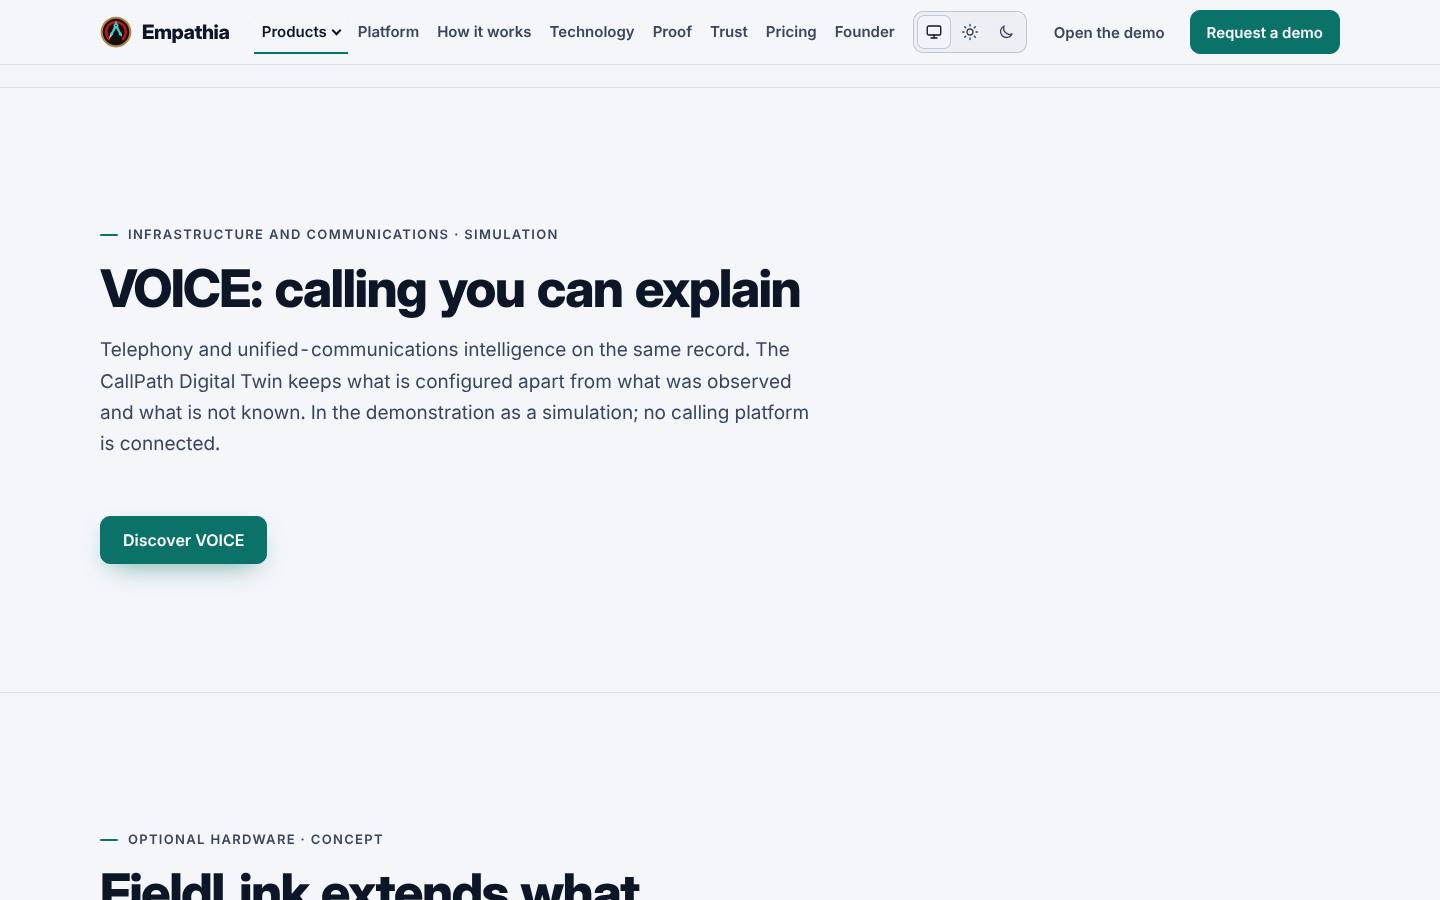 Empathia
Products
Platform
How it works
Technology
Proof
Trust
Pricing
Founder
Open the demo
Request a demo
INFRASTRUCTURE AND COMMUNICATIONS · SIMULATION
VOICE: calling you can explain
Telephony and unified-communications intelligence on the same record. The
CallPath Digital Twin keeps what is configured apart from what was observed
and what is not known. In the demonstration as a simulation; no calling platform
is connected.
Discover VOICE
OPTIONAL HARDWARE · CONCEPT
FieldLink extends what